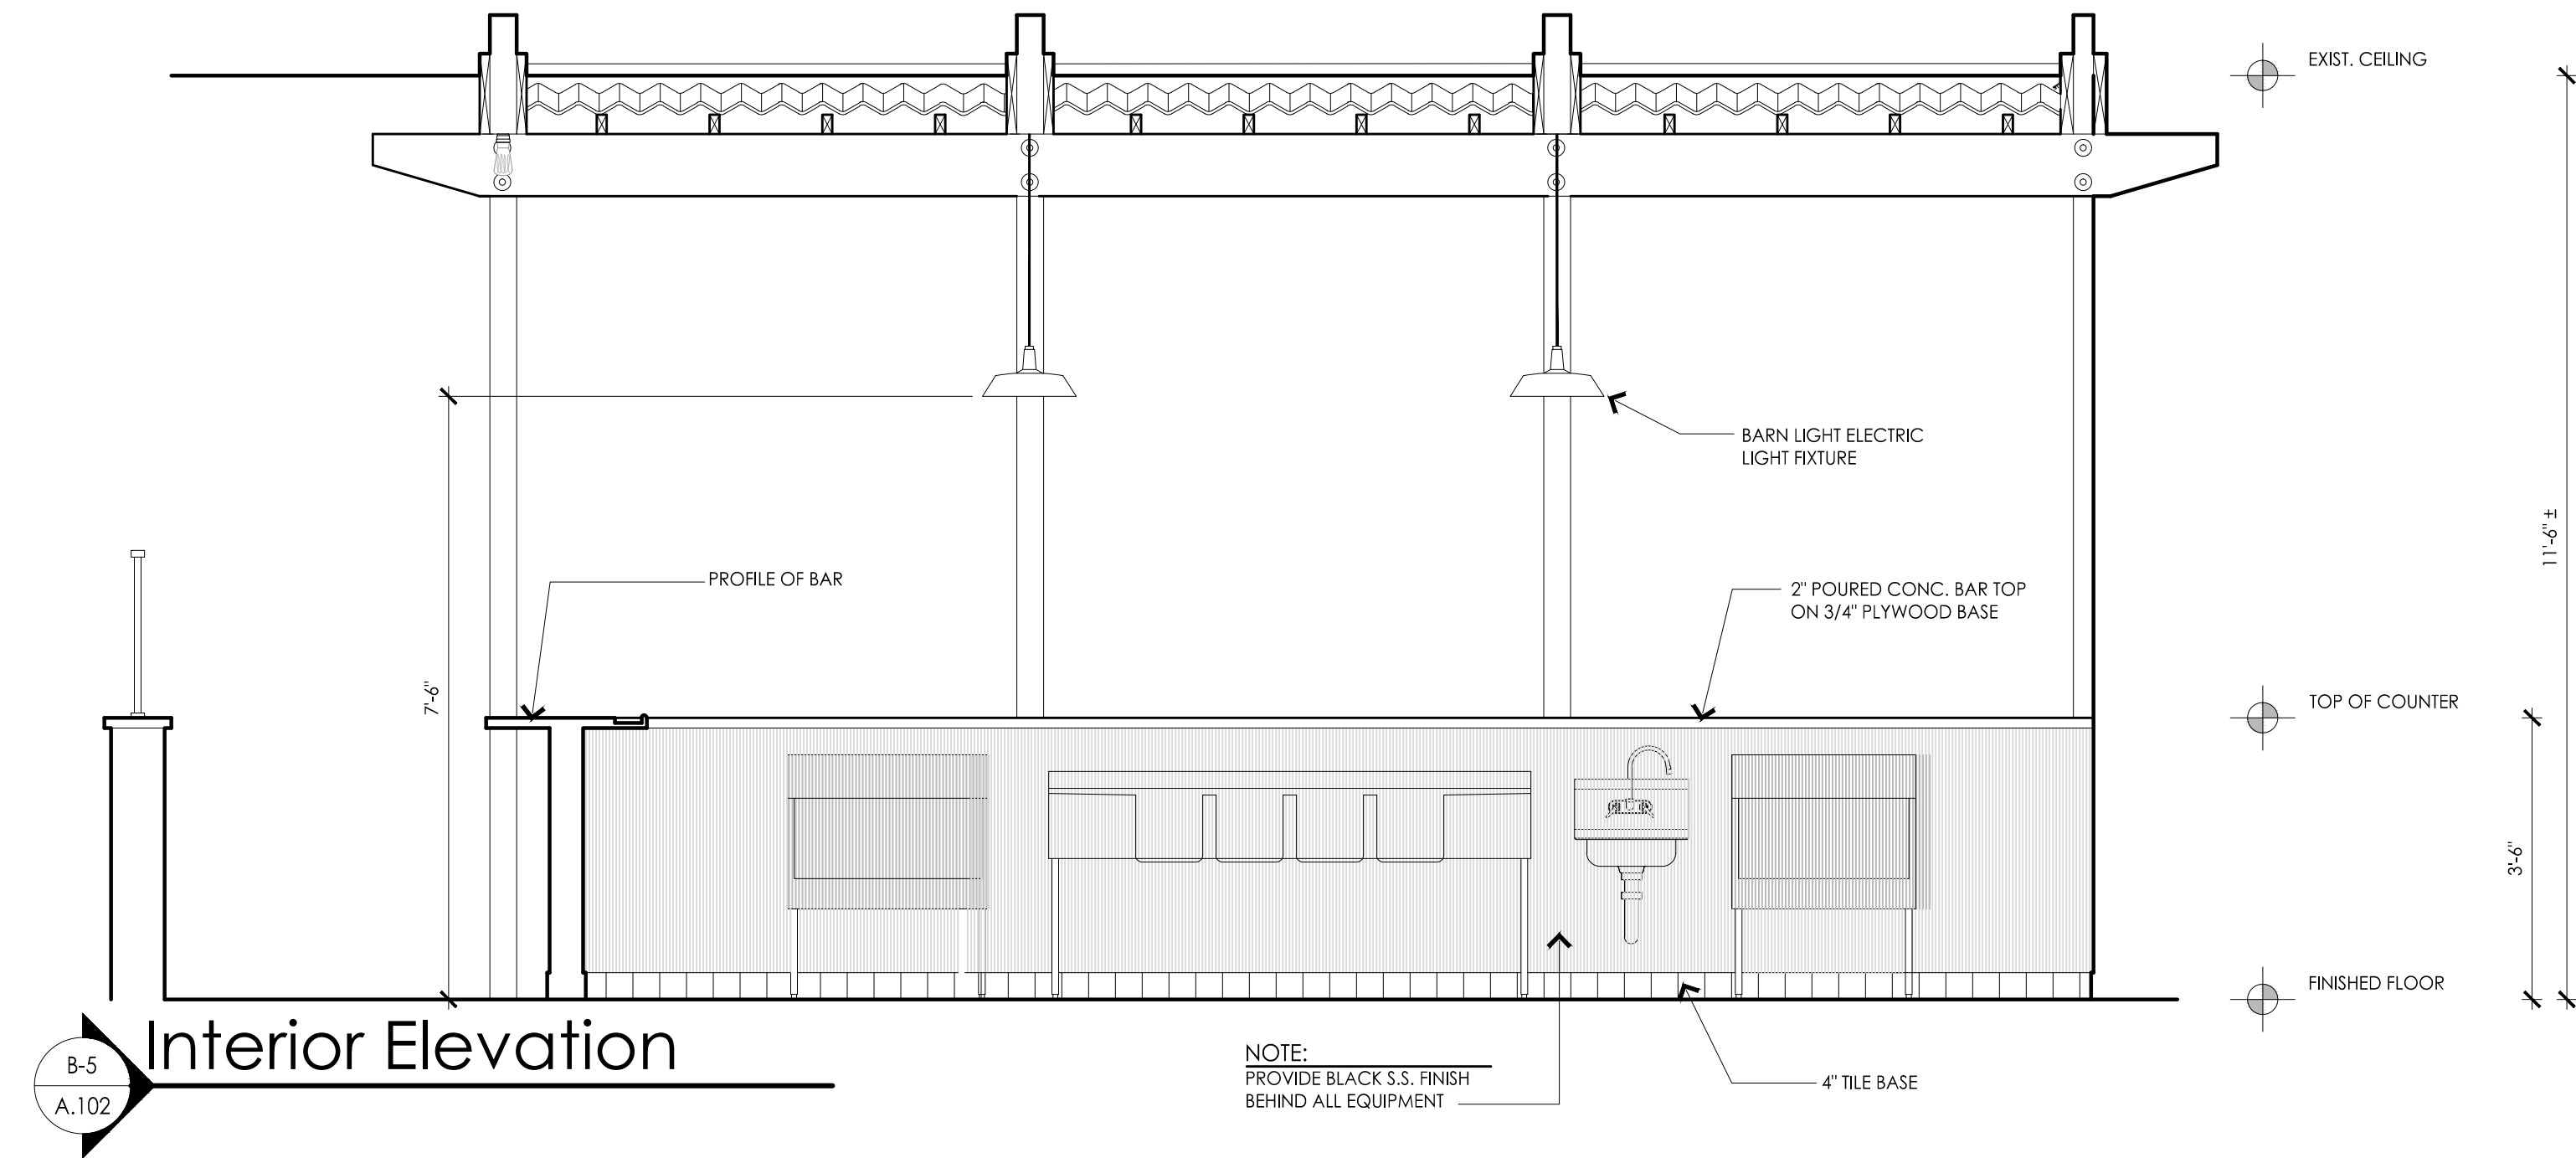 EXIST. CEILING
BARN LIGHT ELECTRIC
LIGHT FIXTURE
11'-6" ±
PROFILE OF BAR
2" POURED CONC. BAR TOP
ON 3/4" PLYWOOD BASE
7'-6"
TOP OF COUNTER
3'-6"
FINISHED FLOOR
Interior Elevation
B-5
A.102
NOTE:
PROVIDE BLACK S.S. FINISH
BEHIND ALL EQUIPMENT
4" TILE BASE